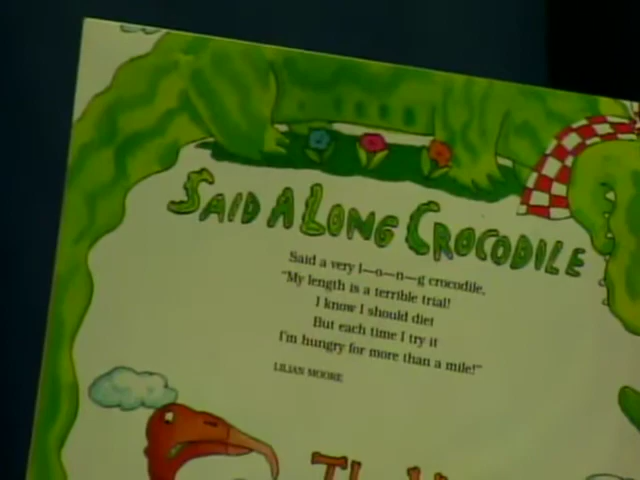 SAID A LONG CROCODILE
Said a very l—o—n—g crocodile,
"My length is a terrible trial!
I know I should diet
But each time I try it
I'm hungry for more than a mile!"
LILIAN MOORE